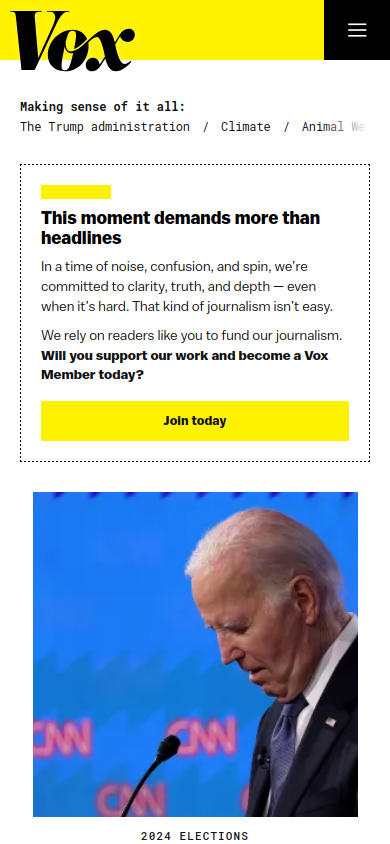 Vox
Making sense of it all:
The Trump administration / Climate / Animal We
This moment demands more than
headlines
In a time of noise, confusion, and spin, we're
committed to clarity, truth, and depth — even
when it's hard. That kind of journalism isn't easy.
We rely on readers like you to fund our journalism.
Will you support our work and become a Vox
Member today?
Join today
CNN
CNN
CNN
2024 ELECTIONS